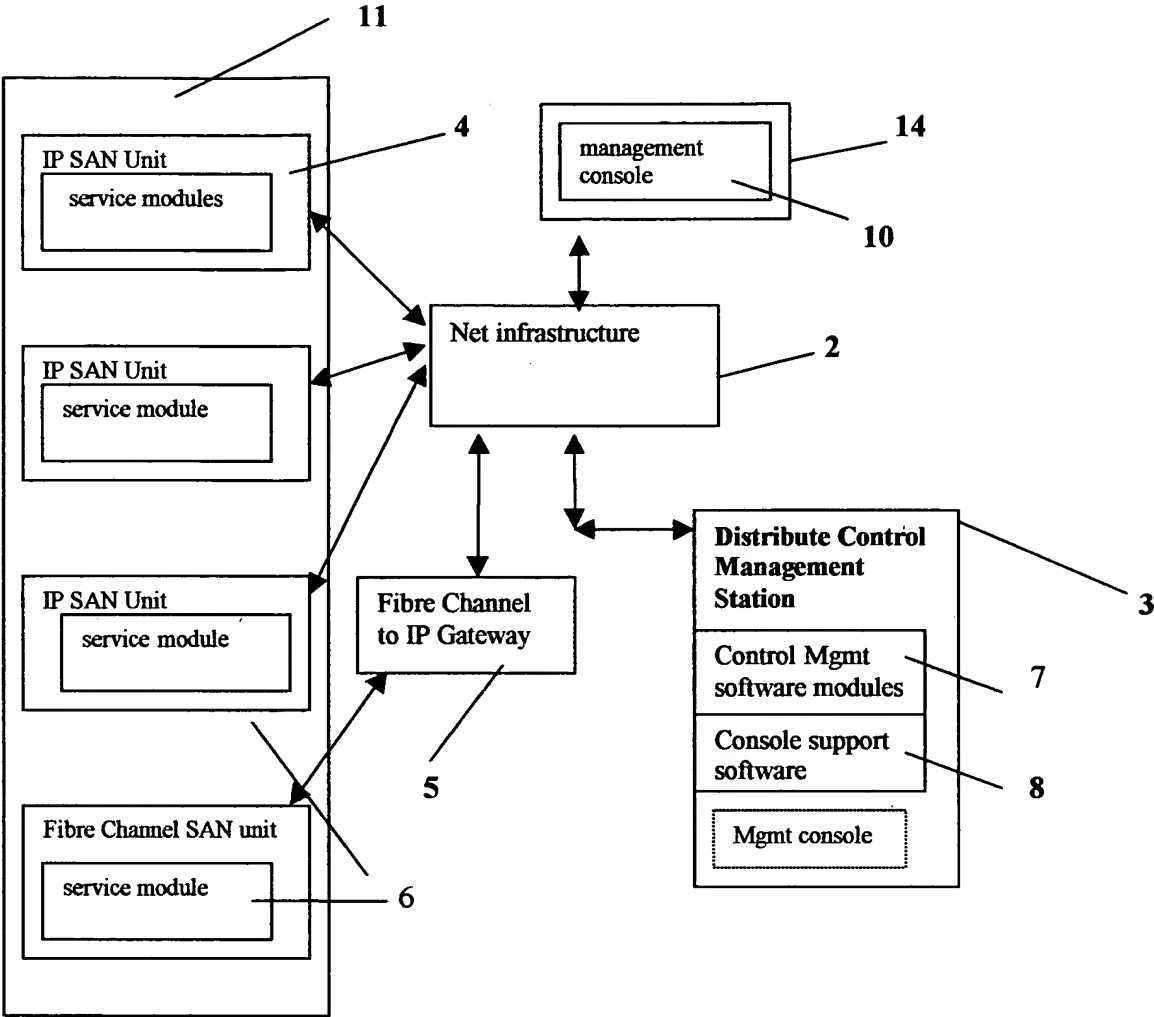 11
IP SAN Unit
service modules
4
management
console
14
10
IP SAN Unit
service module
Net infrastructure
2
IP SAN Unit
service module
Fibre Channel
to IP Gateway
5
Distribute Control
Management
Station
3
Control Mgmt
software modules
7
Console support
software
8
Mgmt console
Fibre Channel SAN unit
service module
6